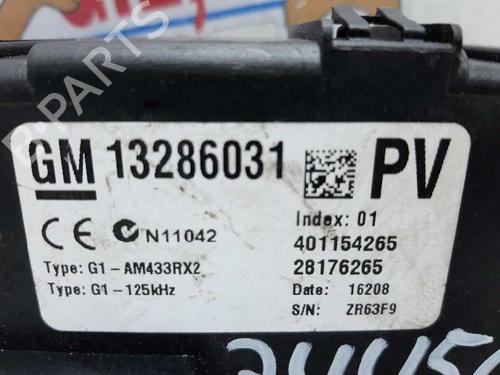 GM 13286031 PV
CE N11042
Index: 01
401154265
Type: G1-AM433RX2
28176265
Type: G1-125kHz
Date: 16208
S/N: ZR63F9
B-PARTS